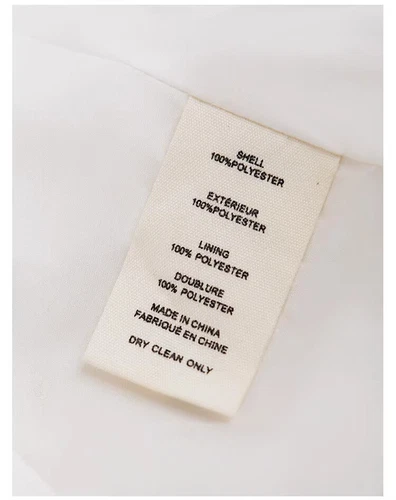 SHELL
100%POLYESTER
EXTÉRIEUR
100%POLYESTER
LINING
100% POLYESTER
DOUBLURE
100% POLYESTER
MADE IN CHINA
FABRIQUÉ EN CHINE
DRY CLEAN ONLY